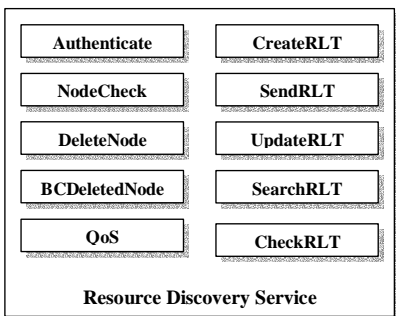 Authenticate
CreateRLT
NodeCheck
SendRLT
DeleteNode
UpdateRLT
BCDeletedNode
SearchRLT
QoS
CheckRLT
Resource Discovery Service